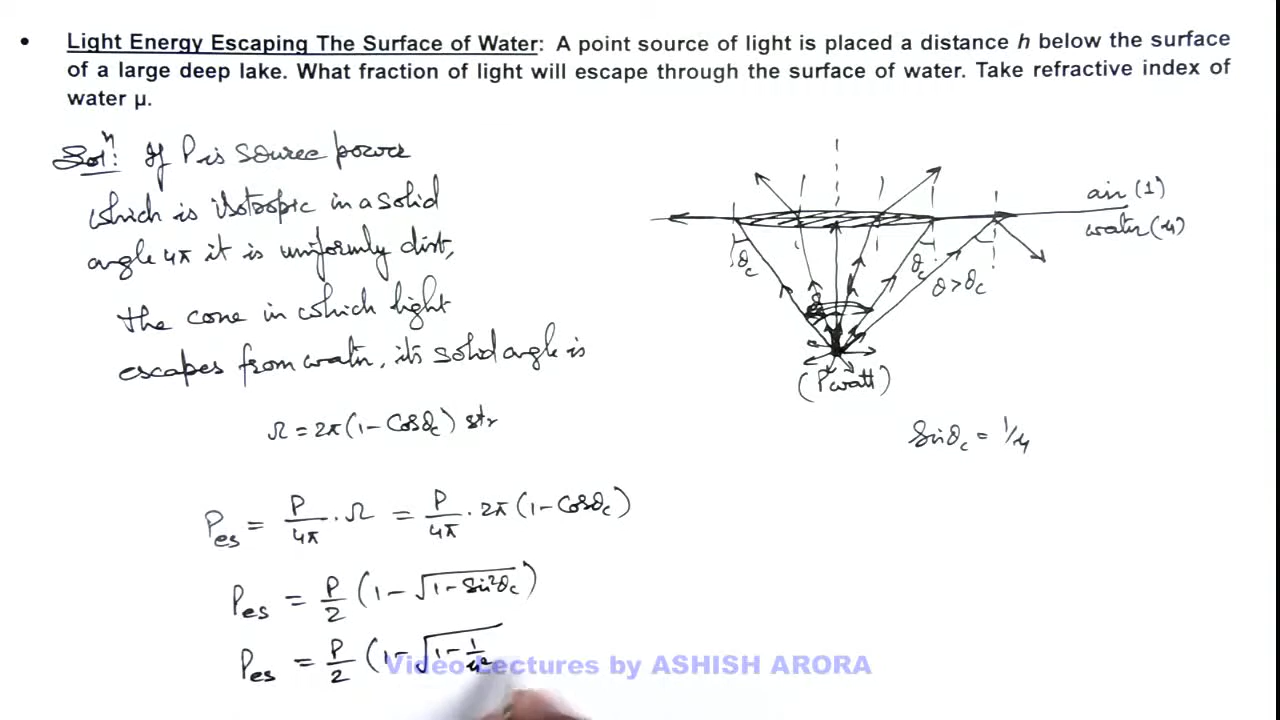 • Light Energy Escaping The Surface of Water: A point source of light is placed a distance h below the surface
of a large deep lake. What fraction of light will escape through the surface of water. Take refractive index of
water μ.
Solⁿ: If P is source power
which is isotropic in a solid
angle 4π it is uniformly dist,
the cone in which light
escapes from water, its solid angle is
Ω = 2π(1 - Cosθc) str
Pes = P/4π · Ω = P/4π · 2π (1 - Cosθc)
Pes = P/2 (1 - √(1 - Sin²θc))
Pes = P/2 (1 - √(1 - 1/μ²
air (1)
water (μ)
θc
θc
θ > θc
(P watt)
Sinθc = 1/μ
Video Lectures by ASHISH ARORA